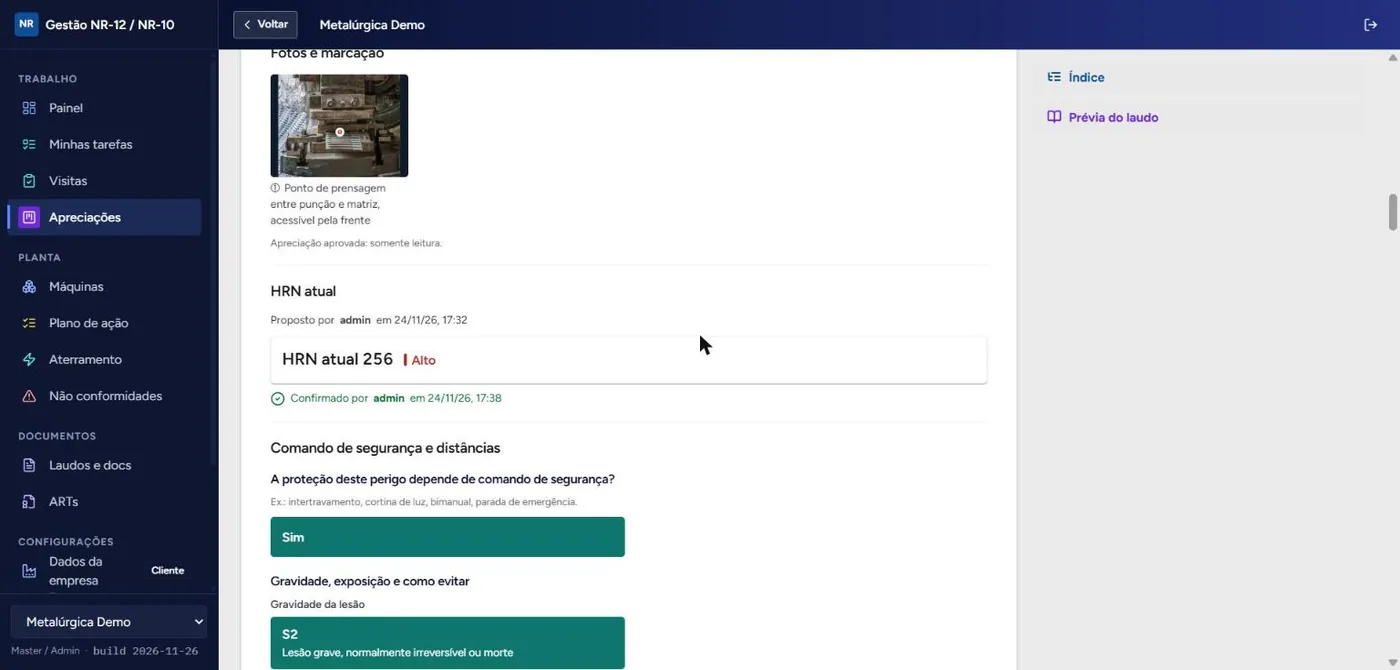 NR Gestão NR-12 / NR-10
Voltar
Metalúrgica Demo
TRABALHO
Painel
Minhas tarefas
Visitas
Apreciações
PLANTA
Máquinas
Plano de ação
Aterramento
Não conformidades
DOCUMENTOS
Laudos e docs
ARTs
CONFIGURAÇÕES
Dados da
empresa
Cliente
Metalúrgica Demo
Master / Admin · build 2026-11-26
Fotos e marcação
① Ponto de prensagem
entre punção e matriz,
acessível pela frente
Apreciação aprovada: somente leitura.
HRN atual
Proposto por admin em 24/11/26, 17:32
HRN atual 256 Alto
Confirmado por admin em 24/11/26, 17:38
Comando de segurança e distâncias
A proteção deste perigo depende de comando de segurança?
Ex.: intertravamento, cortina de luz, bimanual, parada de emergência.
Sim
Gravidade, exposição e como evitar
Gravidade da lesão
S2
Lesão grave, normalmente irreversível ou morte
Índice
Prévia do laudo